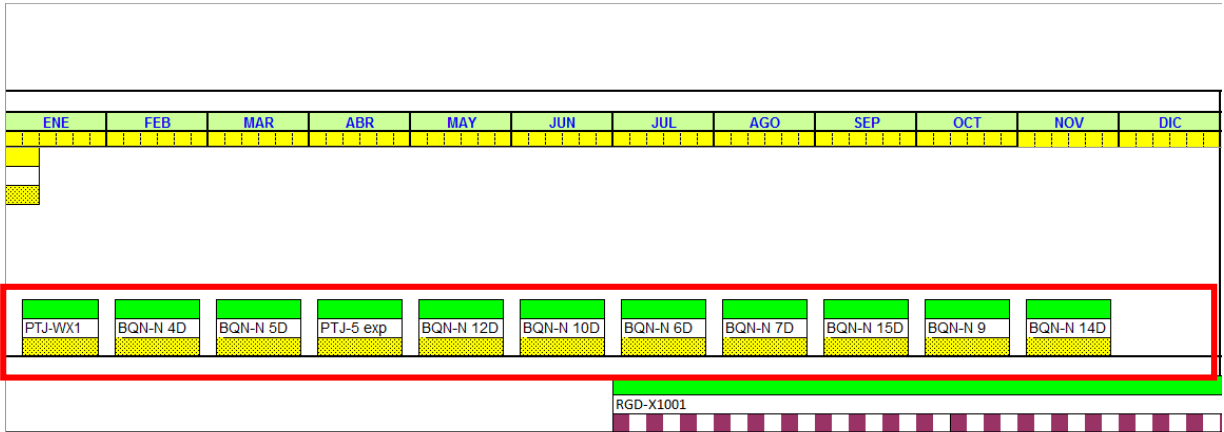 ENE FEB MAR ABR MAY JUN JUL AGO SEP OCT NOV DIC
PTJ-WX1 BQN-N 4D BQN-N 5D PTJ-5 exp BQN-N 12D BQN-N 10D BQN-N 6D BQN-N 7D BQN-N 15D BQN-N 9 BQN-N 14D
RGD-X1001